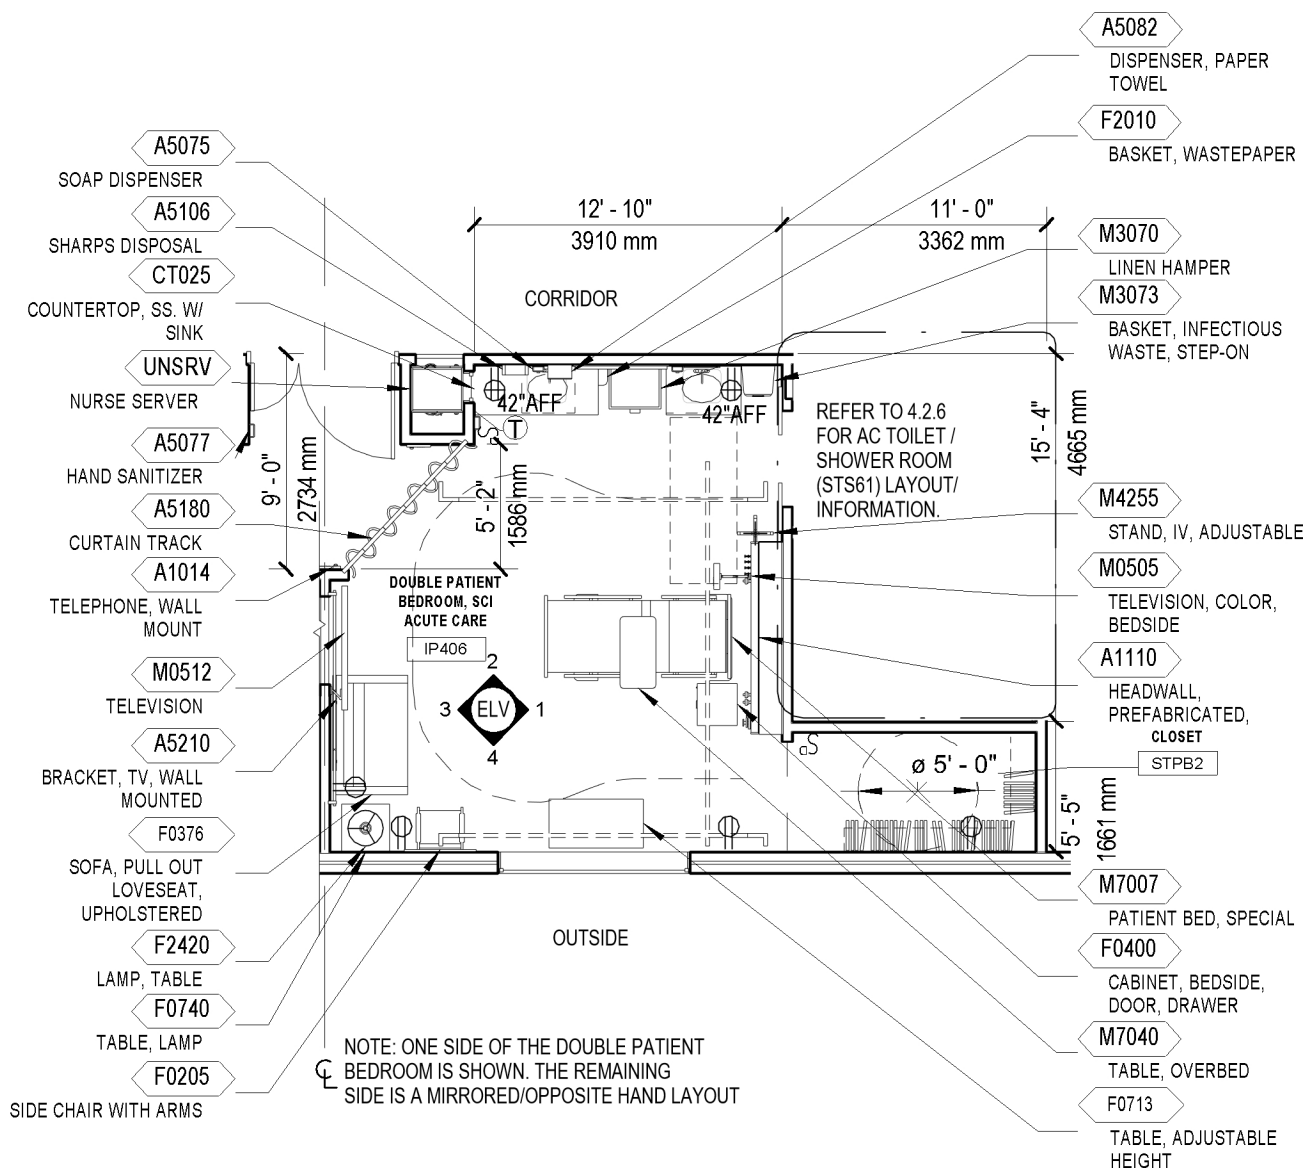 A5082
DISPENSER, PAPER
TOWEL
F2010
BASKET, WASTEPAPER
A5075
SOAP DISPENSER
A5106
SHARPS DISPOSAL
CT025
COUNTERTOP, SS. W/
SINK
UNSRV
NURSE SERVER
A5077
HAND SANITIZER
A5180
CURTAIN TRACK
A1014
TELEPHONE, WALL
MOUNT
M0512
TELEVISION
A5210
BRACKET, TV, WALL
MOUNTED
F0376
SOFA, PULL OUT
LOVESEAT,
UPHOLSTERED
F2420
LAMP, TABLE
F0740
TABLE, LAMP
F0205
SIDE CHAIR WITH ARMS
12' - 10"
3910 mm
11' - 0"
3362 mm
CORRIDOR
42"AFF
42"AFF
S
T
9' - 0"
2734 mm
5' - 2"
1586 mm
REFER TO 4.2.6
FOR AC TOILET /
SHOWER ROOM
(STS61) LAYOUT/
INFORMATION.
15' - 4"
4665 mm
DOUBLE PATIENT
BEDROOM, SCI
ACUTE CARE
IP406
2
3
ELV
1
4
aS
ø 5' - 0"
5' - 5"
1661 mm
OUTSIDE
NOTE: ONE SIDE OF THE DOUBLE PATIENT
BEDROOM IS SHOWN. THE REMAINING
SIDE IS A MIRRORED/OPPOSITE HAND LAYOUT
M3070
LINEN HAMPER
M3073
BASKET, INFECTIOUS
WASTE, STEP-ON
M4255
STAND, IV, ADJUSTABLE
M0505
TELEVISION, COLOR,
BEDSIDE
A1110
HEADWALL,
PREFABRICATED,
CLOSET
STPB2
M7007
PATIENT BED, SPECIAL
F0400
CABINET, BEDSIDE,
DOOR, DRAWER
M7040
TABLE, OVERBED
F0713
TABLE, ADJUSTABLE
HEIGHT